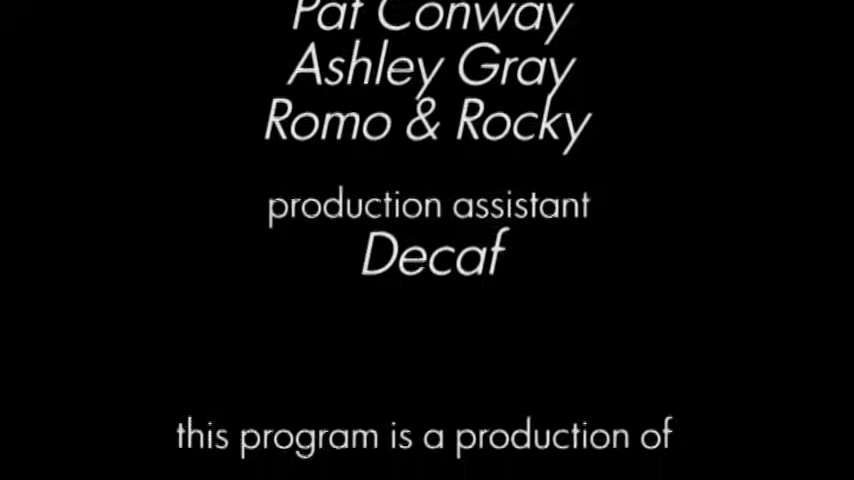 Pat Conway
Ashley Gray
Romo & Rocky
production assistant
Decaf
this program is a production of